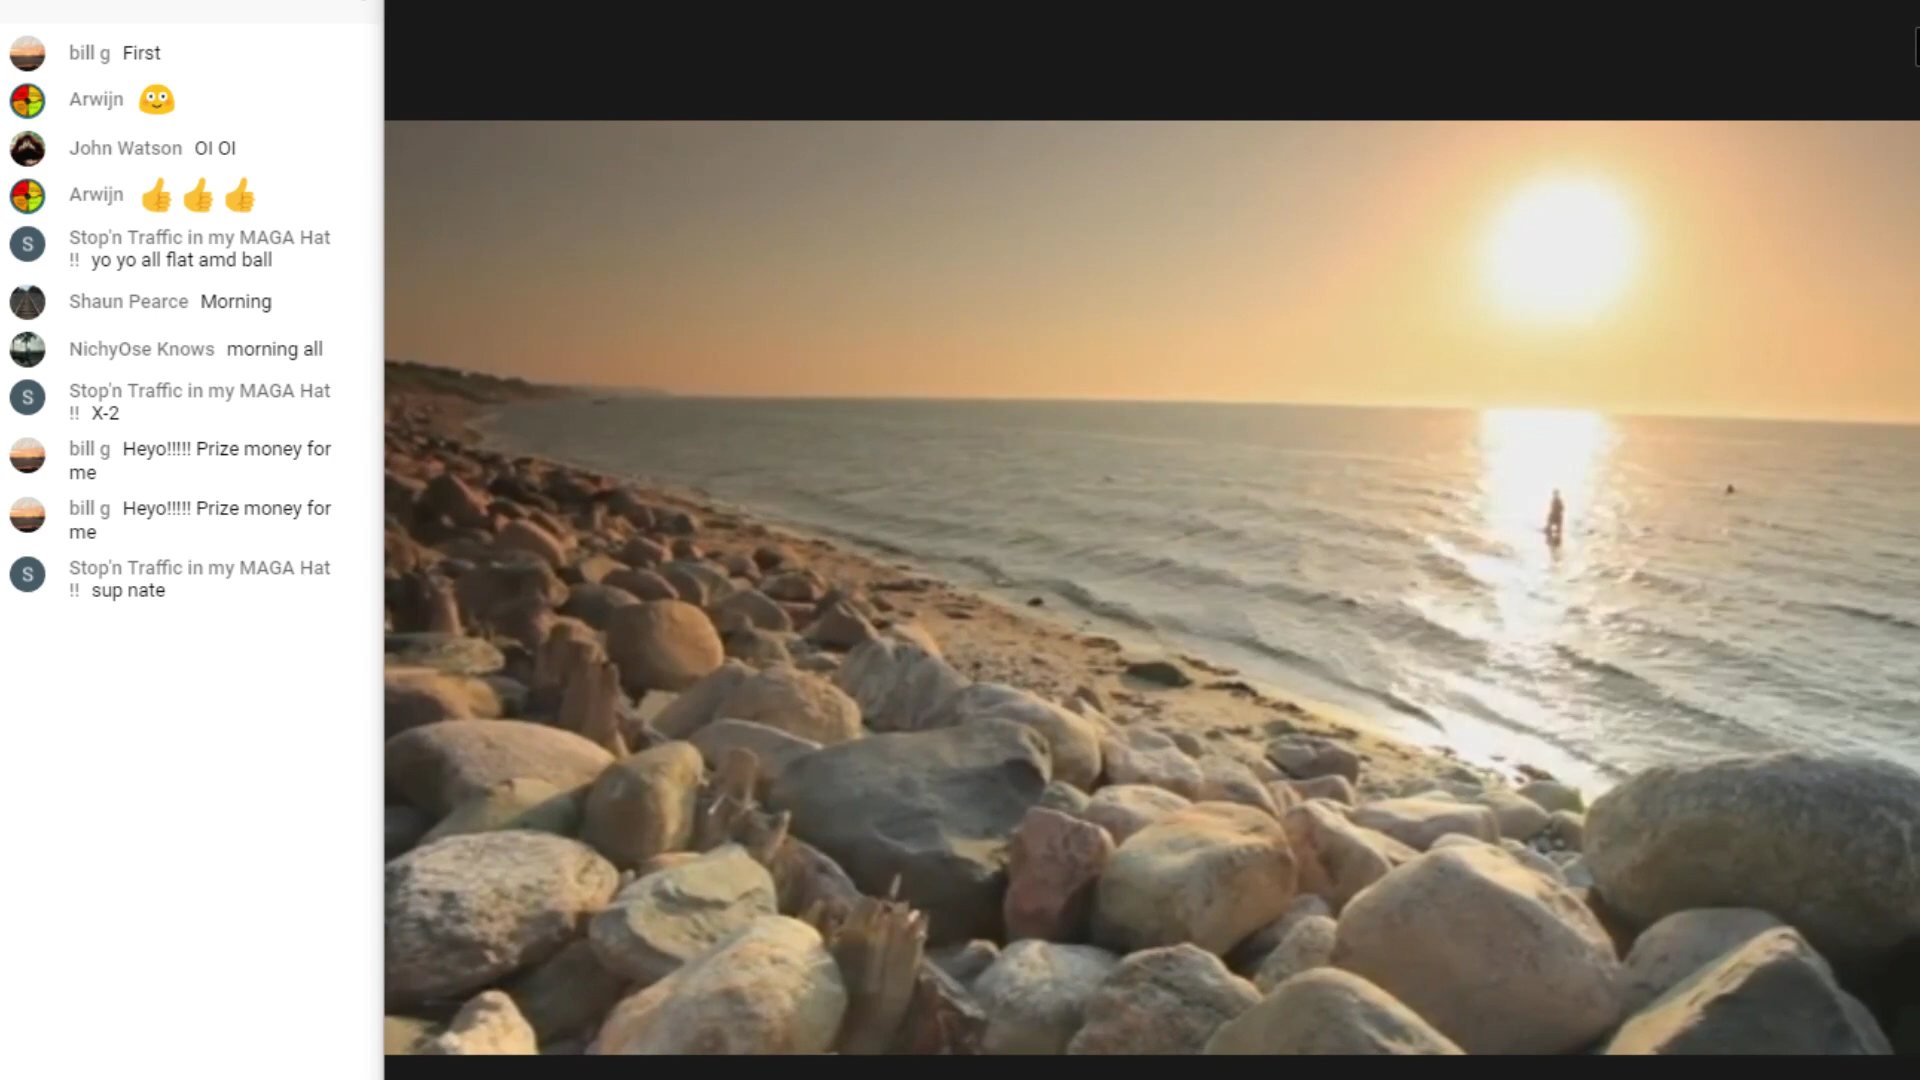 bill g First
Arwijn
John Watson OI OI
Arwijn
S
Stop'n Traffic in my MAGA Hat
!! yo yo all flat amd ball
Shaun Pearce Morning
NichyOse Knows morning all
S
Stop'n Traffic in my MAGA Hat
!! X-2
bill g Heyo!!!!! Prize money for
me
bill g Heyo!!!!! Prize money for
me
S
Stop'n Traffic in my MAGA Hat
!! sup nate